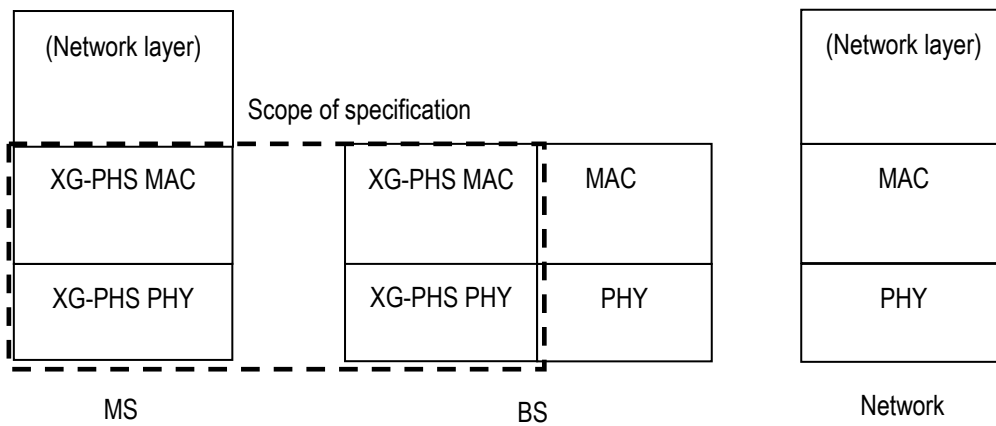 (Network layer)
(Network layer)
Scope of specification
XG-PHS MAC
XG-PHS MAC
MAC
MAC
XG-PHS PHY
XG-PHS PHY
PHY
PHY
MS
BS
Network